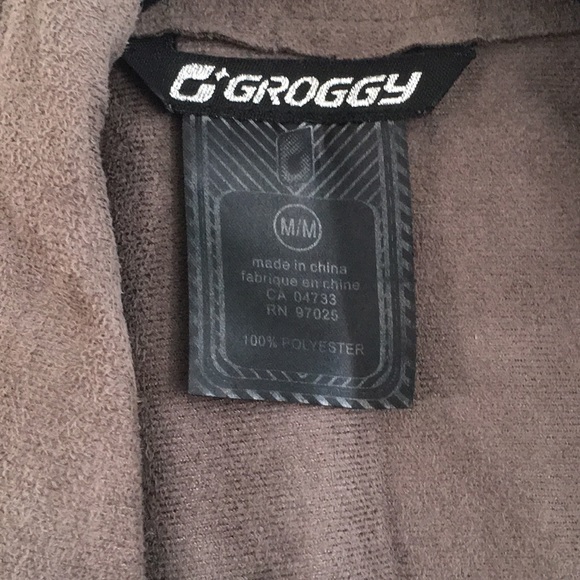 GROGGY
M/M
made in china
fabrique en chine
CA 04733
RN 97025
100% POLYESTER